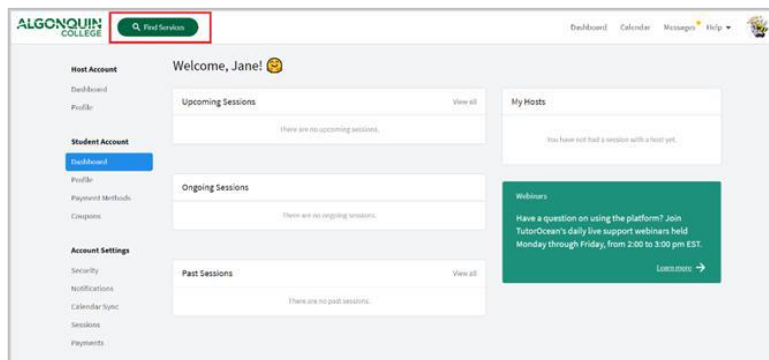 ALGONQUIN
COLLEGE
Find Services
Dashboard Calendar Messages Help
Host Account
Dashboard
Profile
Student Account
Dashboard
Profile
Payment Methods
Coupons
Account Settings
Security
Notifications
Calendar Sync
Sessions
Payments
Welcome, Jane!
Upcoming Sessions View all
There are no upcoming sessions.
Ongoing Sessions
There are no ongoing sessions.
Past Sessions View all
There are no past sessions.
My Hosts
You have not had a session with a host yet.
Webinars
Have a question on using the platform? Join
TutorOcean's daily live support webinars held
Monday through Friday, from 2:00 to 3:00 pm EST.
Learn more